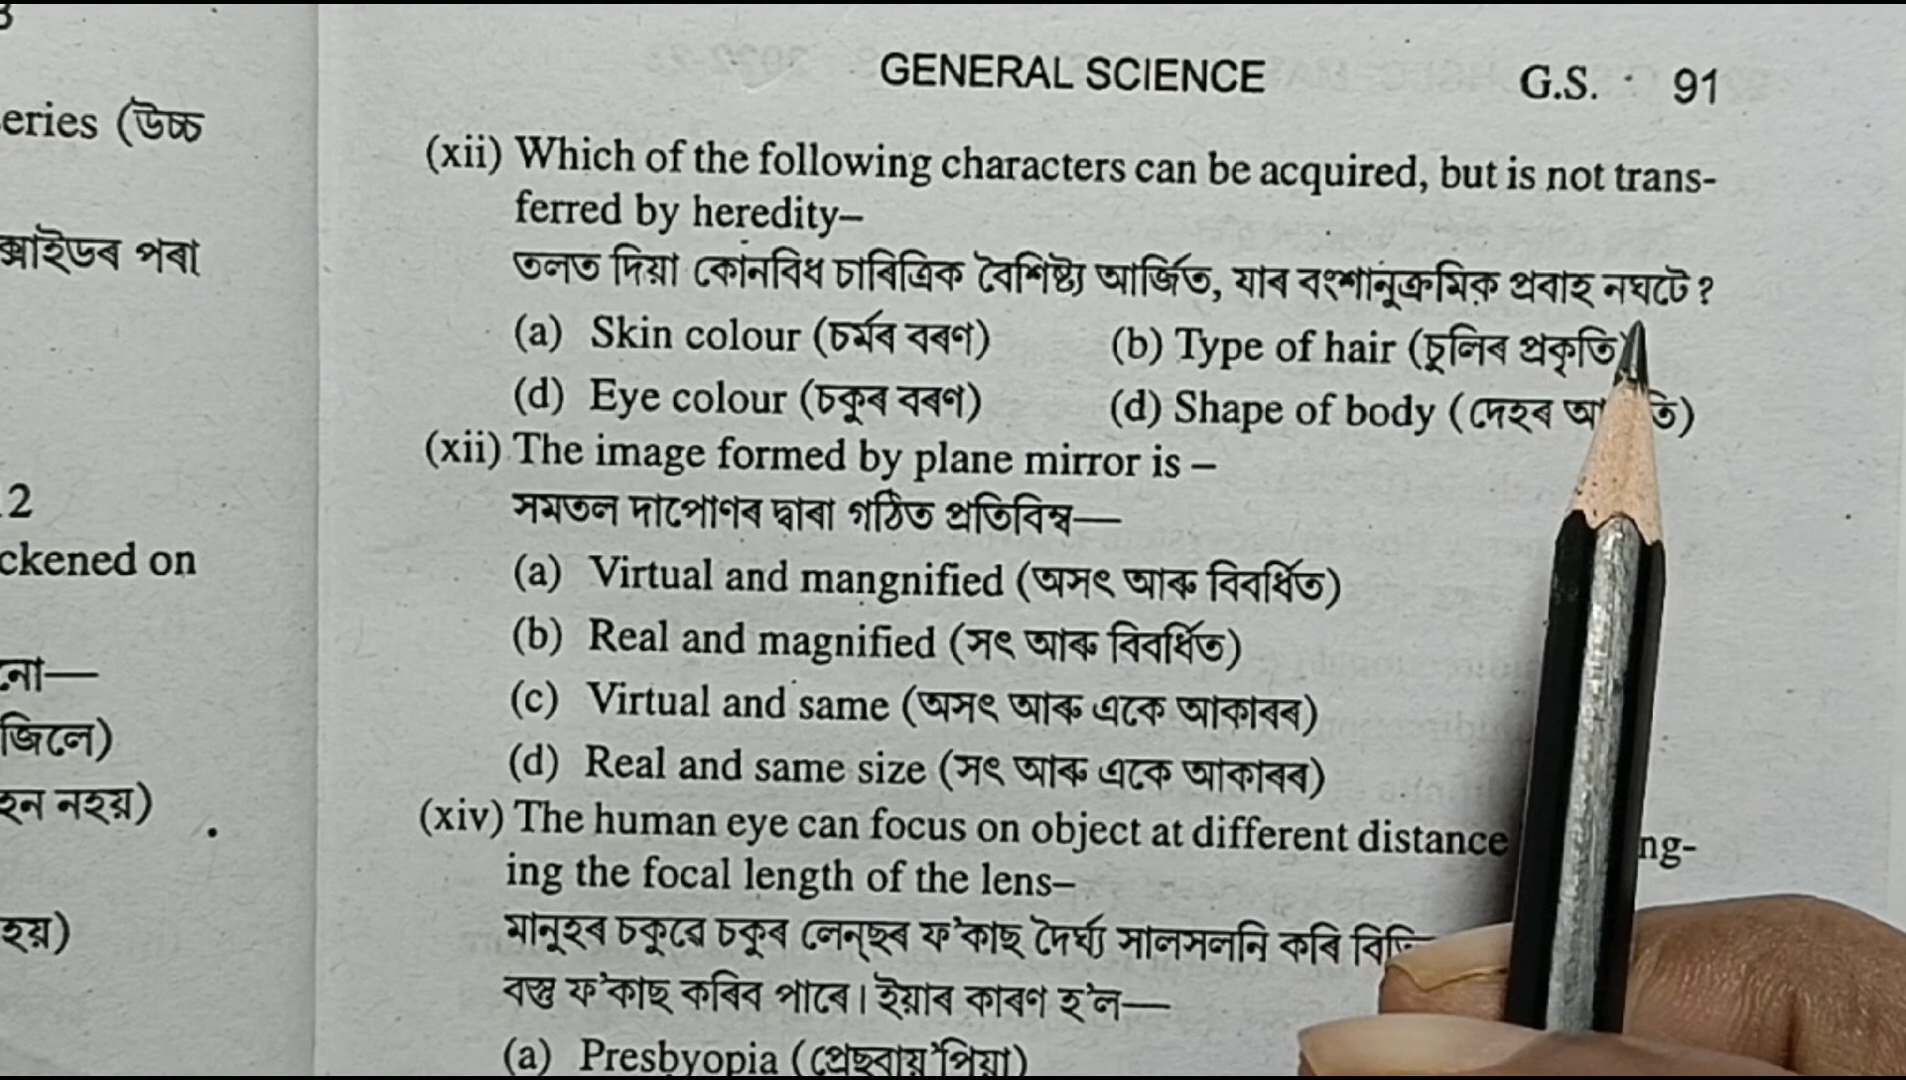 eries (উচ্চ
ক্সাইডৰ পৰা
2
ckened on
নো—
জিলে)
হন নহয়)
হয়)
GENERAL SCIENCE G.S. · 91
(xii) Which of the following characters can be acquired, but is not trans-
ferred by heredity–
তলত দিয়া কোনবিধ চাৰিত্ৰিক বৈশিষ্ট্য আৰ্জিত, যাৰ বংশানুক্ৰমিক প্ৰবাহ নঘটে ?
(a) Skin colour (চৰ্মৰ বৰণ) (b) Type of hair (চুলিৰ প্ৰকৃতি)
(d) Eye colour (চকুৰ বৰণ) (d) Shape of body (দেহৰ
(xii) The image formed by plane mirror is –
সমতল দাপোণৰ দ্বাৰা গঠিত প্ৰতিবিম্ব—
(a) Virtual and mangnified (অসৎ আৰু বিবৰ্ধিত)
(b) Real and magnified (সৎ আৰু বিবৰ্ধিত)
(c) Virtual and same (অসৎ আৰু একে আকাৰৰ)
(d) Real and same size (সৎ আৰু একে আকাৰৰ)
(xiv) The human eye can focus on object at different distance ng-
ing the focal length of the lens–
মানুহৰ চকুৱে চকুৰ লেন্ছৰ ফ'কাছ দৈৰ্ঘ্য সালসলনি কৰি
বস্তু ফ'কাছ কৰিব পাৰে। ইয়াৰ কাৰণ হ'ল—
(a) Presbyopia (প্ৰেছবায়'পিয়া)